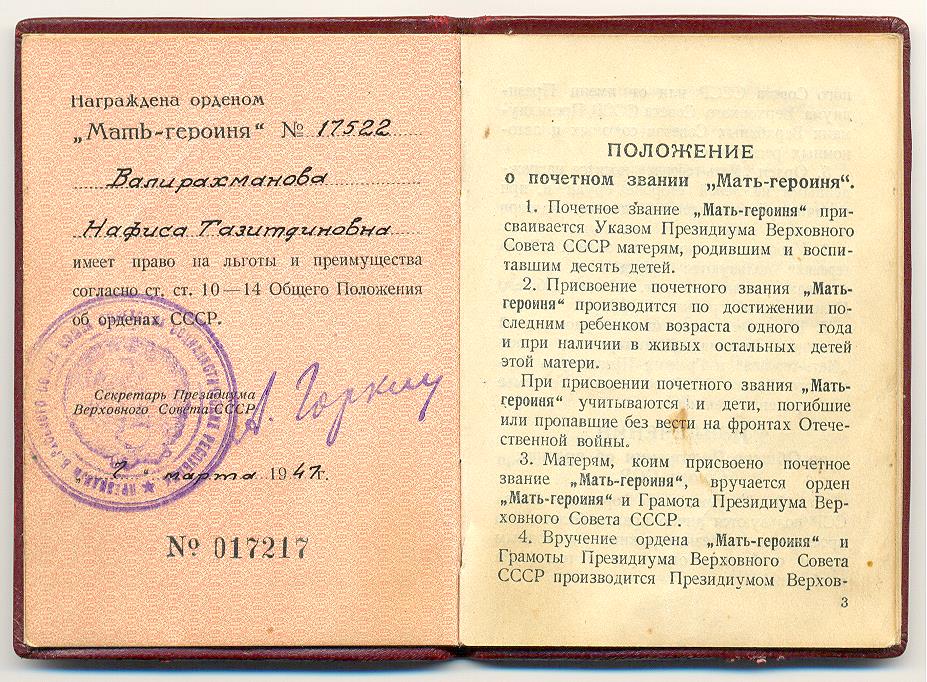 Награждена орденом
„Мать-героиня“ № 17522
Валирахманова
Нафиса Газитдиновна
имеет право на льготы и преимущества
согласно ст. ст. 10—14 Общего Положения
об орденах СССР.
Секретарь Президиума
Верховного Совета СССР
А. Горкин
"7" марта 1947г.
№ 017217
ПОЛОЖЕНИЕ
о почетном звании „Мать-героиня“.
1. Почетное звание „Мать-героиня“ при-
сваивается Указом Президиума Верховного
Совета СССР матерям, родившим и воспи-
тавшим десять детей.
2. Присвоение почетного звания „Мать-
героиня“ производится по достижении по-
следним ребенком возраста одного года
и при наличии в живых остальных детей
этой матери.
При присвоении почетного звания „Мать-
героиня“ учитываются и дети, погибшие
или пропавшие без вести на фронтах Отече-
ственной войны.
3. Матерям, коим присвоено почетное
звание „Мать-героиня“, вручается орден
„Мать-героиня“ и Грамота Президиума Вер-
ховного Совета СССР.
4. Вручение ордена „Мать-героиня“ и
Грамоты Президиума Верховного Совета
СССР производится Президиумом Верхов-
3